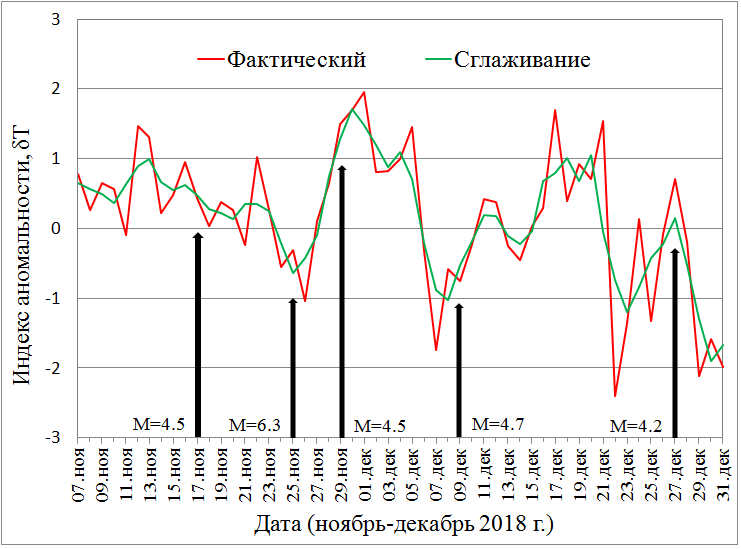 3
2
1
0
-1
-2
-3
Индекс аномальности, δT
Фактический
Сглаживание
M=4.5
M=6.3
M=4.5
M=4.7
M=4.2
07.ноя
09.ноя
11.ноя
13.ноя
15.ноя
17.ноя
19.ноя
21.ноя
23.ноя
25.ноя
27.ноя
29.ноя
01.дек
03.дек
05.дек
07.дек
09.дек
11.дек
13.дек
15.дек
17.дек
19.дек
21.дек
23.дек
25.дек
27.дек
29.дек
31.дек
Дата (ноябрь-декабрь 2018 г.)